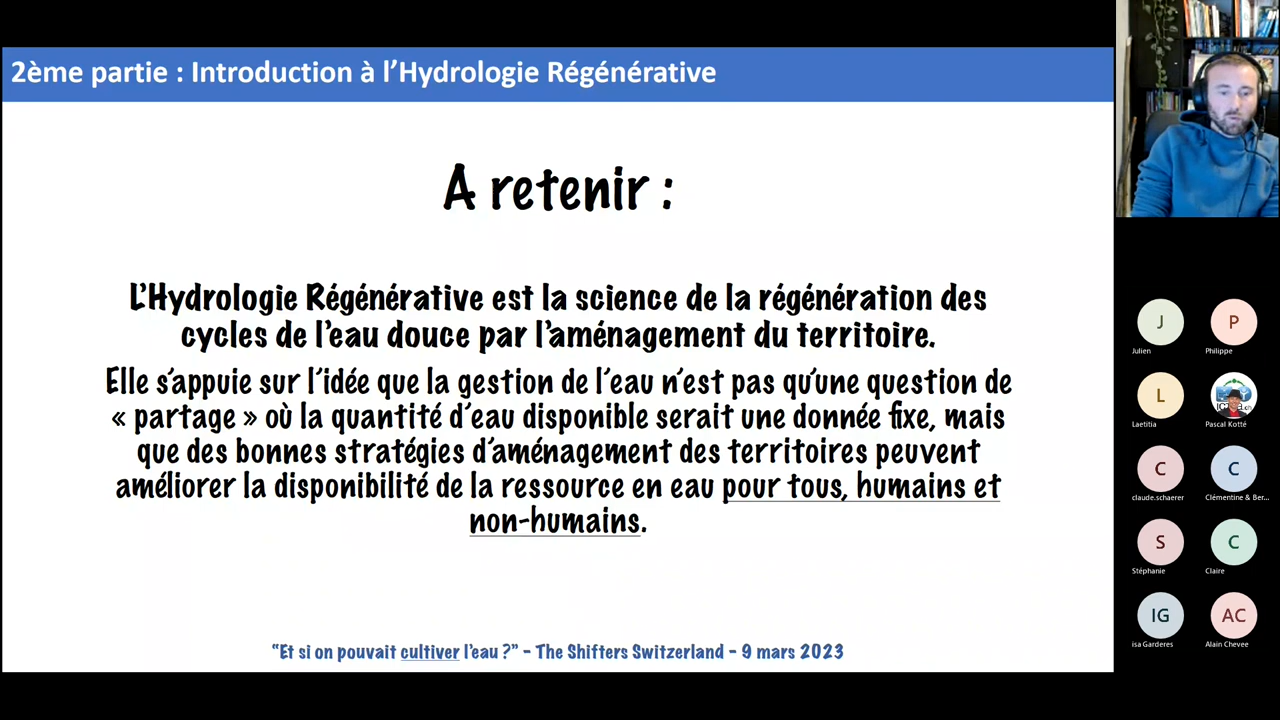 2ème partie : Introduction à l’Hydrologie Régénérative
A retenir :
L’Hydrologie Régénérative est la science de la régénération des
cycles de l’eau douce par l’aménagement du territoire.
Elle s’appuie sur l’idée que la gestion de l’eau n’est pas qu’une question de
« partage » où la quantité d’eau disponible serait une donnée fixe, mais
que des bonnes stratégies d’aménagement des territoires peuvent
améliorer la disponibilité de la ressource en eau pour tous, humains et
non-humains.
"Et si on pouvait cultiver l’eau ?" – The Shifters Switzerland – 9 mars 2023
J
P
Julien
Philippe
L
Laetitia
Pascal Kotté
C
C
claude.schaerer
Clémentine & Ber...
S
C
Stéphanie
Claire
IG
AC
isa Garderes
Alain Chevee